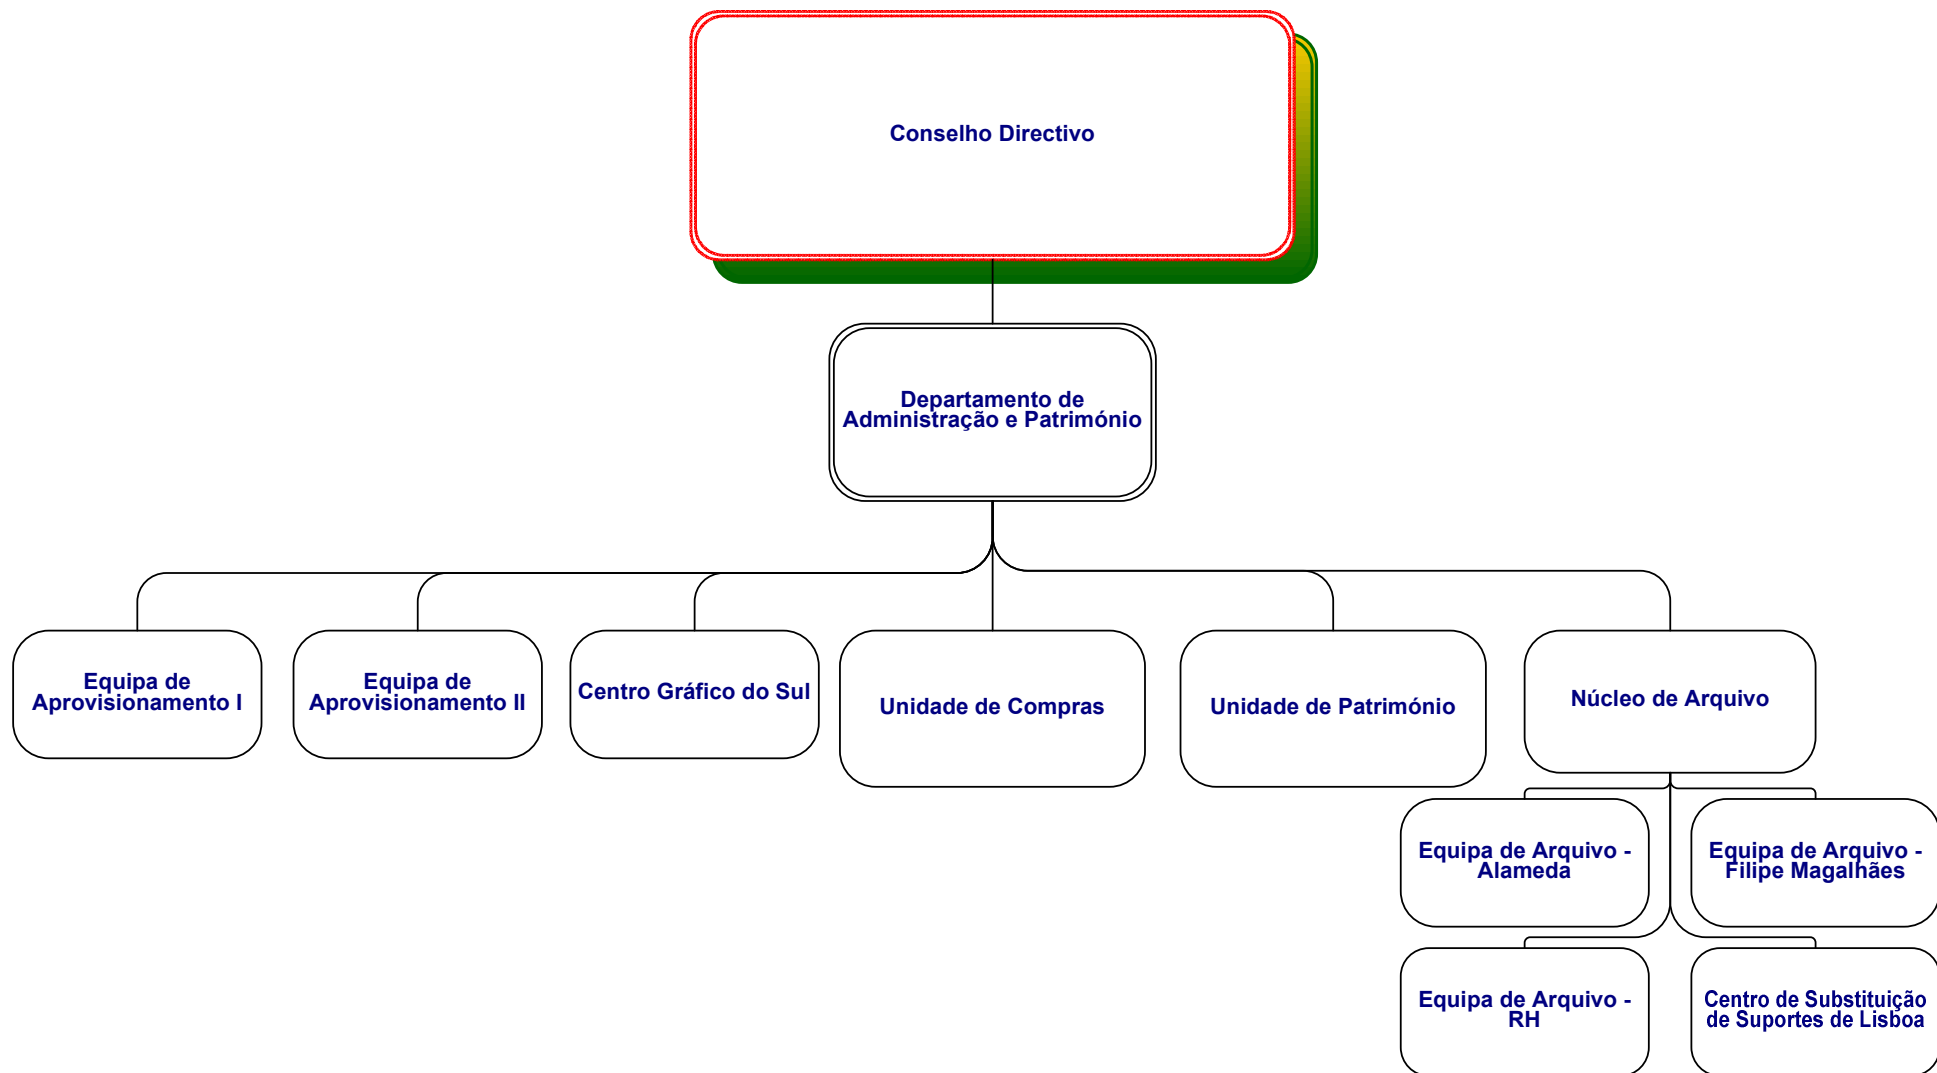 Conselho Directivo
Departamento de
Administração e Património
Equipa de
Aprovisionamento I
Equipa de
Aprovisionamento II
Centro Gráfico do Sul
Unidade de Compras
Unidade de Património
Núcleo de Arquivo
Equipa de Arquivo -
Alameda
Equipa de Arquivo -
Filipe Magalhães
Equipa de Arquivo -
RH
Centro de Substituição
de Suportes de Lisboa